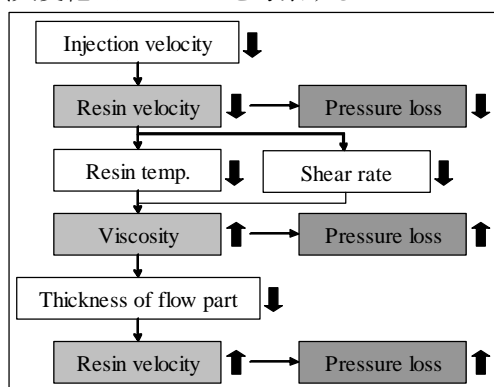 Injection velocity
Resin velocity
Pressure loss
Resin temp.
Shear rate
Viscosity
Pressure loss
Thickness of flow part
Resin velocity
Pressure loss